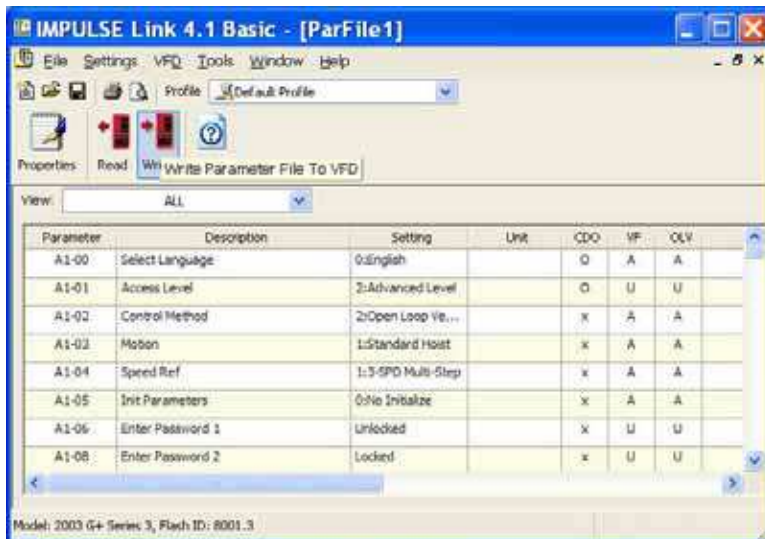 IMPULSE Link 4.1 Basic - [ParFile1]
File Settings VFD Tools Window Help
Profile Default Profile
Properties Read Wri
Write Parameter File To VFD
View: ALL
Parameter Description Setting Unit CDO VF OLV
A1-00 Select Language 0:English O A A
A1-01 Access Level 2:Advanced Level O U U
A1-02 Control Method 2:Open Loop Ve... x A A
A1-03 Motion 1:Standard Hoist x A A
A1-04 Speed Ref 1:3-SPD Multi-Step x A A
A1-05 Init Parameters 0:No Initialize x A A
A1-06 Enter Password 1 Unlocked x U U
A1-08 Enter Password 2 Locked x U U
Model: 2003 G+ Series 3, Flash ID: 8001.3